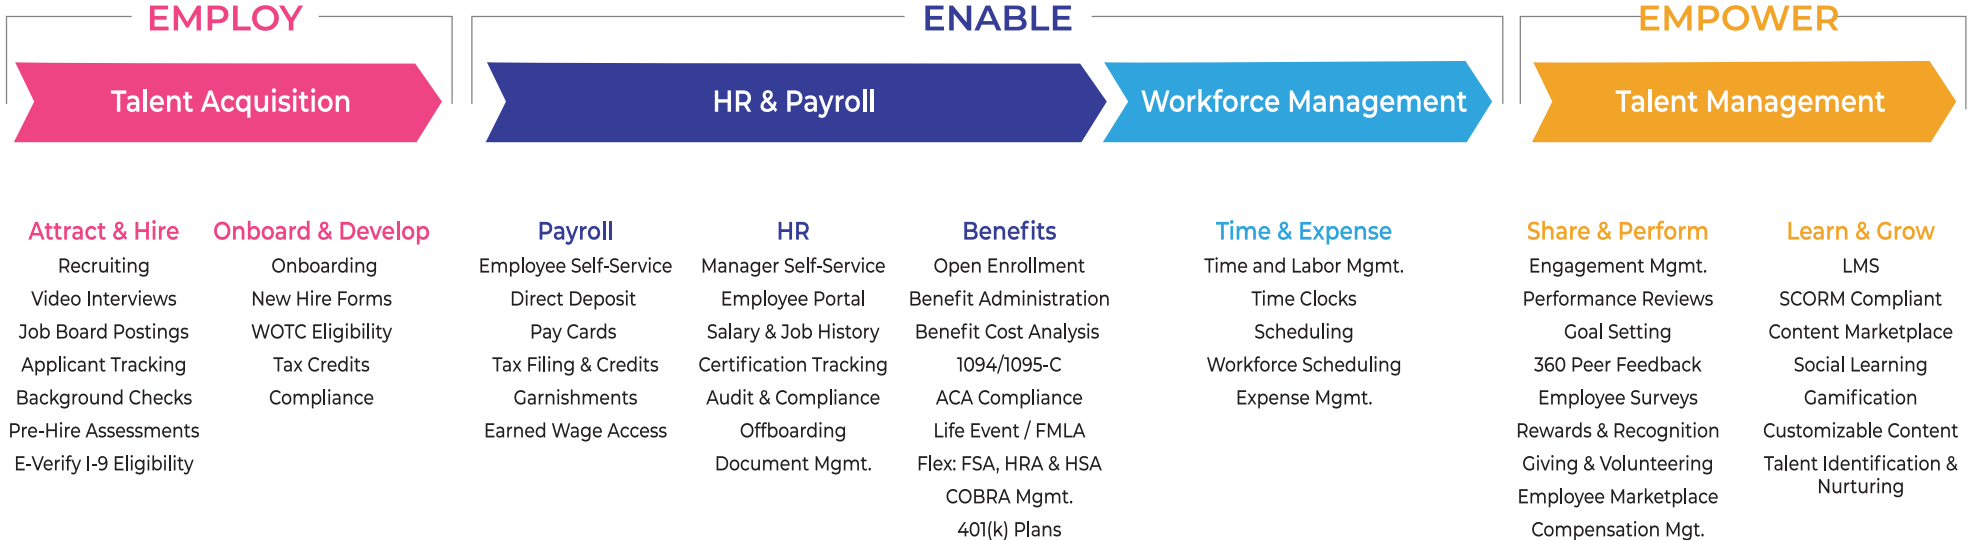 EMPLOY
ENABLE
EMPOWER
Talent Acquisition
HR & Payroll
Workforce Management
Talent Management
Attract & Hire
Recruiting
Video Interviews
Job Board Postings
Applicant Tracking
Background Checks
Pre-Hire Assessments
E-Verify I-9 Eligibility
Onboard & Develop
Onboarding
New Hire Forms
WOTC Eligibility
Tax Credits
Compliance
Payroll
Employee Self-Service
Direct Deposit
Pay Cards
Tax Filing & Credits
Garnishments
Earned Wage Access
HR
Manager Self-Service
Employee Portal
Salary & Job History
Certification Tracking
Audit & Compliance
Offboarding
Document Mgmt.
Benefits
Open Enrollment
Benefit Administration
Benefit Cost Analysis
1094/1095-C
ACA Compliance
Life Event / FMLA
Flex: FSA, HRA & HSA
COBRA Mgmt.
401(k) Plans
Time & Expense
Time and Labor Mgmt.
Time Clocks
Scheduling
Workforce Scheduling
Expense Mgmt.
Share & Perform
Engagement Mgmt.
Performance Reviews
Goal Setting
360 Peer Feedback
Employee Surveys
Rewards & Recognition
Giving & Volunteering
Employee Marketplace
Compensation Mgt.
Learn & Grow
LMS
SCORM Compliant
Content Marketplace
Social Learning
Gamification
Customizable Content
Talent Identification &
Nurturing